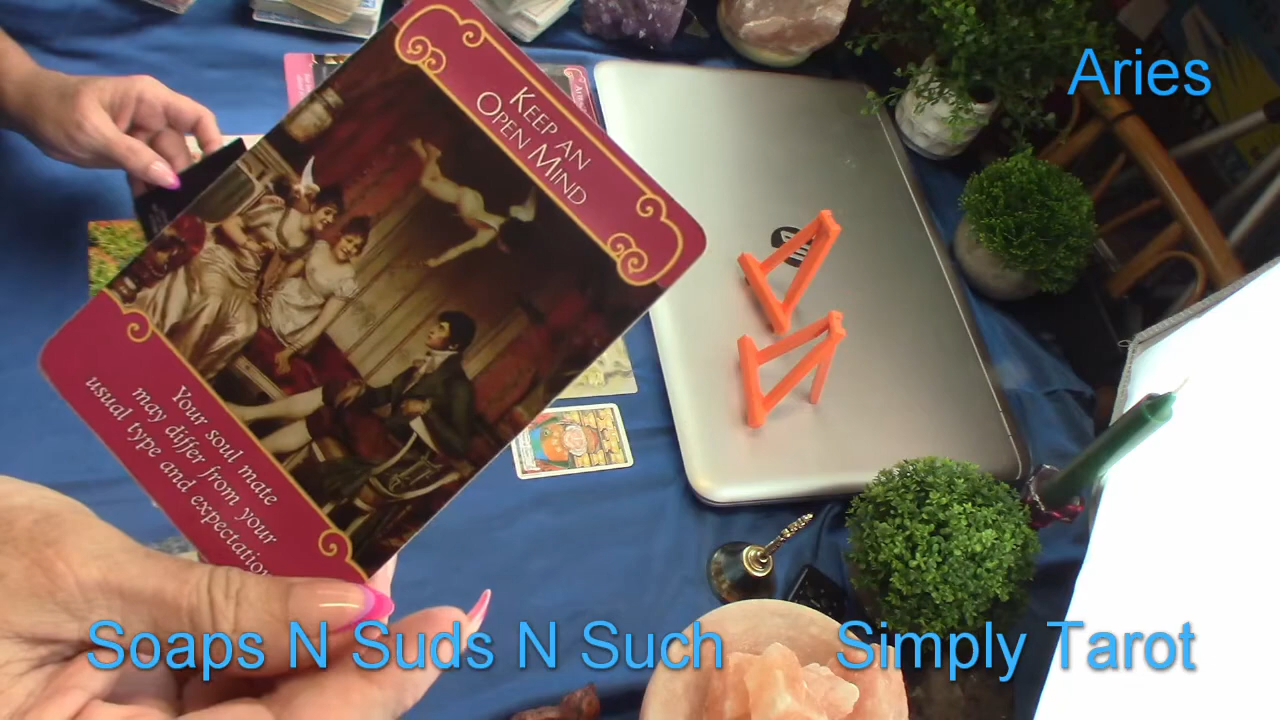 Aries
KEEP AN
OPEN MIND
Your soul mate
may differ from your
usual type and expectation
Soaps N Suds N Such
Simply Tarot